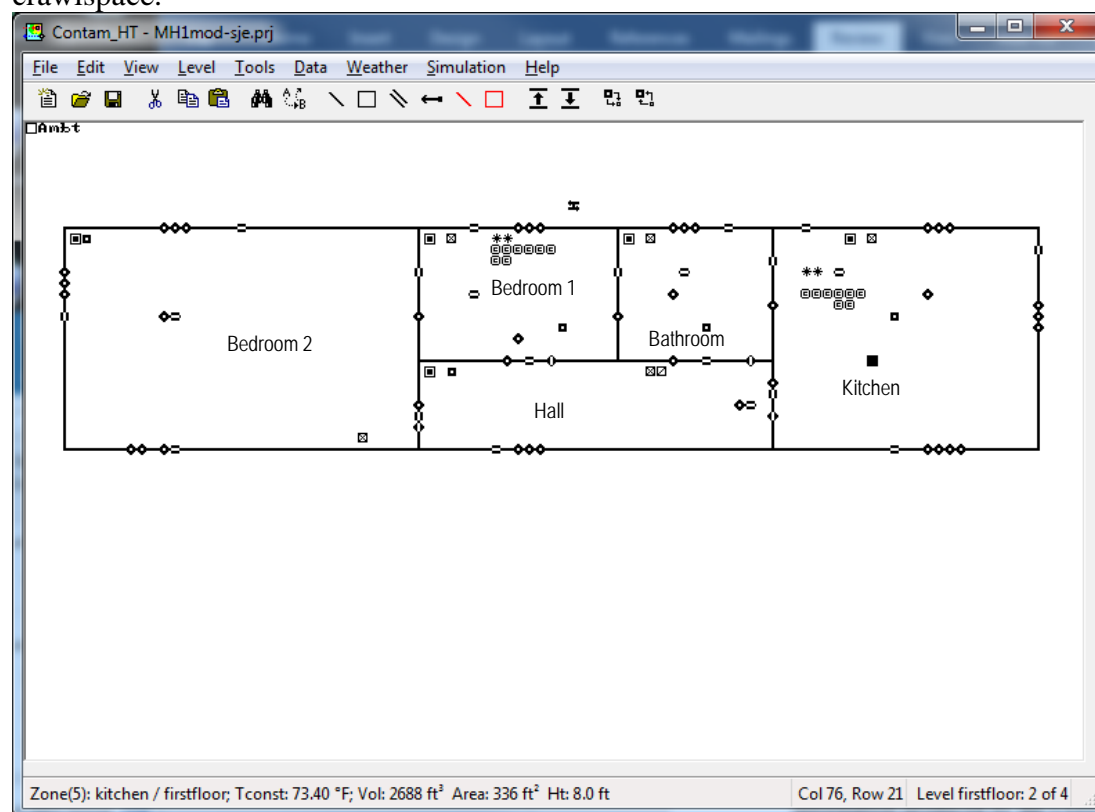 crawlspace.
Contam_HT - MH1mod-sje.prj
File Edit View Level Tools Data Weather Simulation Help
Ambt
Bedroom 1
Bedroom 2
Bathroom
Kitchen
Hall
Zone(5): kitchen / firstfloor; Tconst: 73.40 °F; Vol: 2688 ft³ Area: 336 ft² Ht: 8.0 ft
Col 76, Row 21 Level firstfloor: 2 of 4